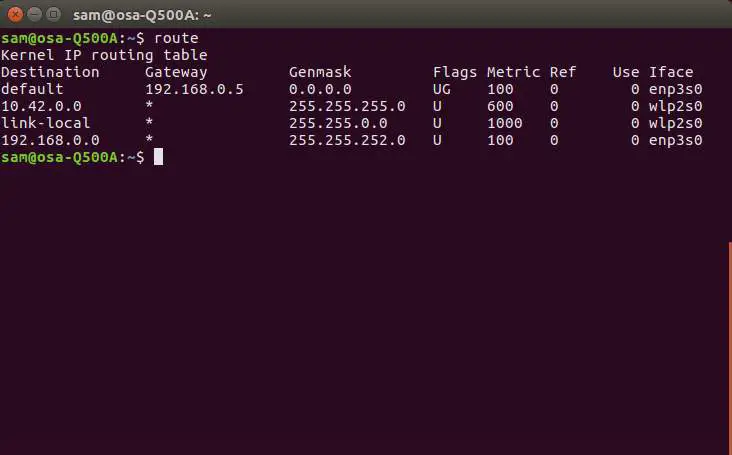 sam@osa-Q500A: ~
sam@osa-Q500A:~$ route
Kernel IP routing table
Destination     Gateway         Genmask         Flags Metric Ref    Use Iface
default         192.168.0.5     0.0.0.0         UG    100    0        0 enp3s0
10.42.0.0       *               255.255.255.0   U     600    0        0 wlp2s0
link-local      *               255.255.0.0     U     1000   0        0 wlp2s0
192.168.0.0     *               255.255.252.0   U     100    0        0 enp3s0
sam@osa-Q500A:~$